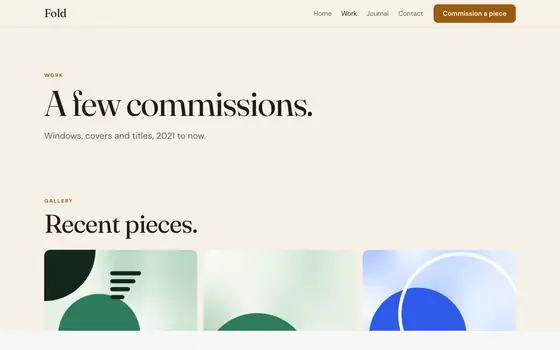 Fold
Home
Work
Journal
Contact
Commission a piece
WORK
A few commissions.
Windows, covers and titles, 2021 to now.
GALLERY
Recent pieces.